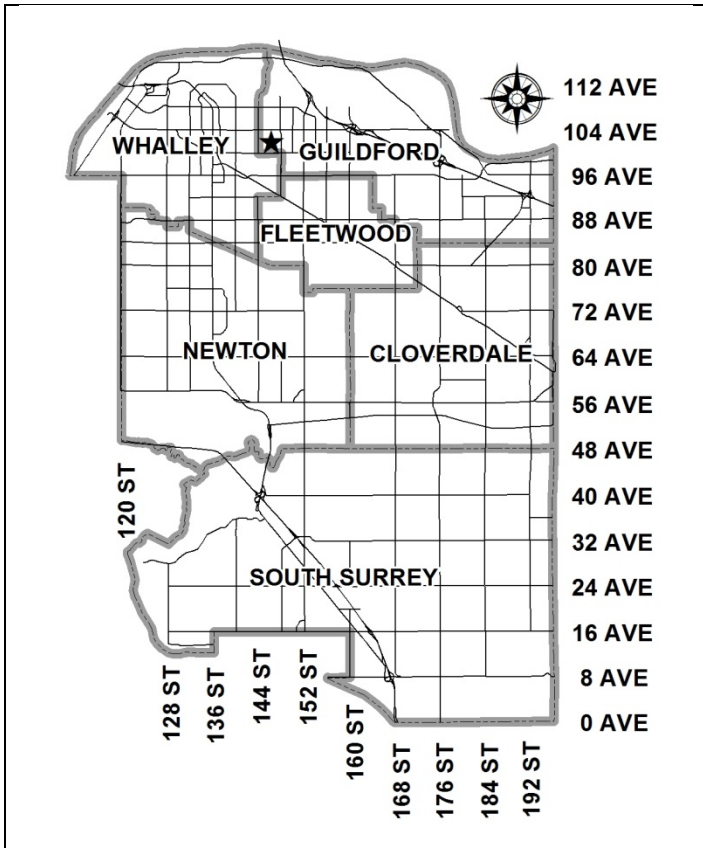 112 AVE
104 AVE
WHALLEY
GUILDFORD
96 AVE
88 AVE
FLEETWOOD
80 AVE
72 AVE
NEWTON
CLOVERDALE
64 AVE
56 AVE
48 AVE
120 ST
40 AVE
32 AVE
SOUTH SURREY
24 AVE
16 AVE
128 ST
136 ST
144 ST
152 ST
160 ST
8 AVE
0 AVE
168 ST
176 ST
184 ST
192 ST